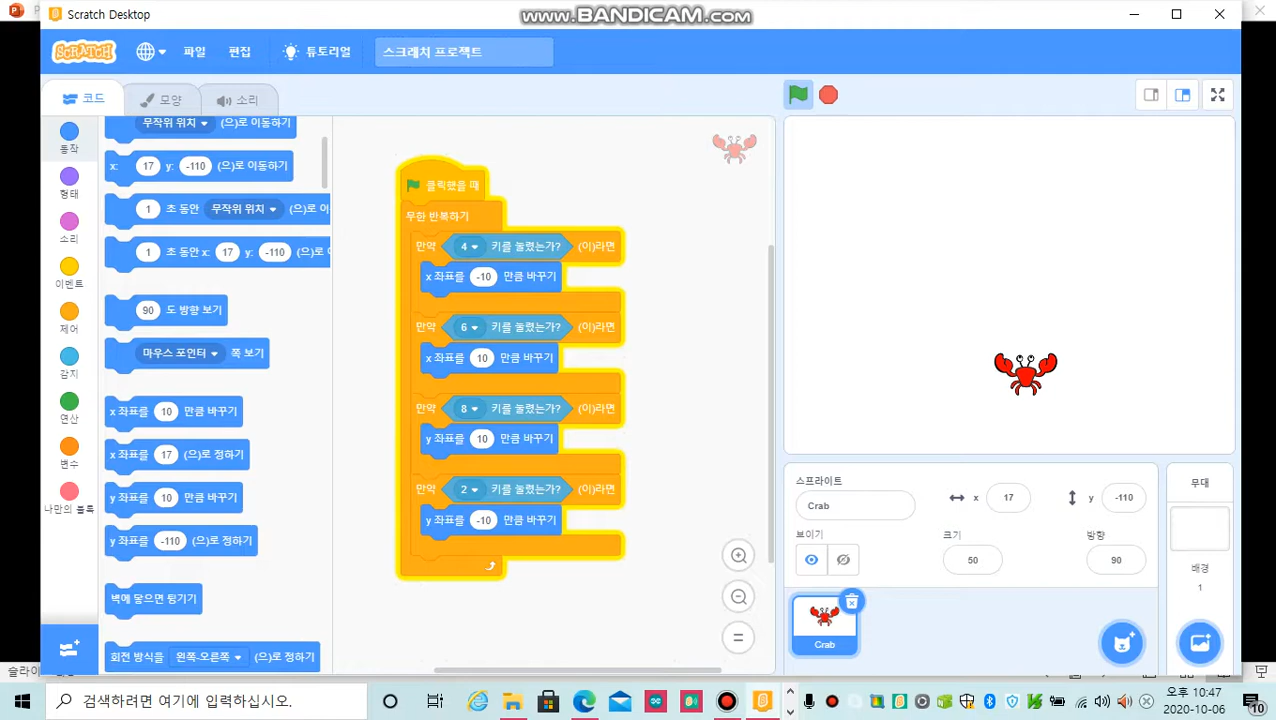 www.BANDICAM.com
Scratch Desktop
SCRATCH
파일
편집
튜토리얼
스크래치 프로젝트
코드
모양
소리
동작
형태
소리
이벤트
제어
감지
연산
변수
나만의 블록
무작위 위치 (으)로 이동하기
x: 17 y: -110 (으)로 이동하기
1 초 동안 무작위 위치 (으)로 이
1 초 동안 x: 17 y: -110 (으)로 이
90 도 방향 보기
마우스 포인터 쪽 보기
x 좌표를 10 만큼 바꾸기
x 좌표를 17 (으)로 정하기
y 좌표를 10 만큼 바꾸기
y 좌표를 -110 (으)로 정하기
벽에 닿으면 튕기기
회전 방식을 왼쪽-오른쪽 (으)로 정하기
클릭했을 때
무한 반복하기
만약 4 키를 눌렀는가? (이)라면
x 좌표를 -10 만큼 바꾸기
만약 6 키를 눌렀는가? (이)라면
x 좌표를 10 만큼 바꾸기
만약 8 키를 눌렀는가? (이)라면
y 좌표를 10 만큼 바꾸기
만약 2 키를 눌렀는가? (이)라면
y 좌표를 -10 만큼 바꾸기
스프라이트
Crab
x 17
y -110
보이기
크기
50
방향
90
Crab
무대
배경
1
슬라이
검색하려면 여기에 입력하십시오.
오후 10:47
2020-10-06
10